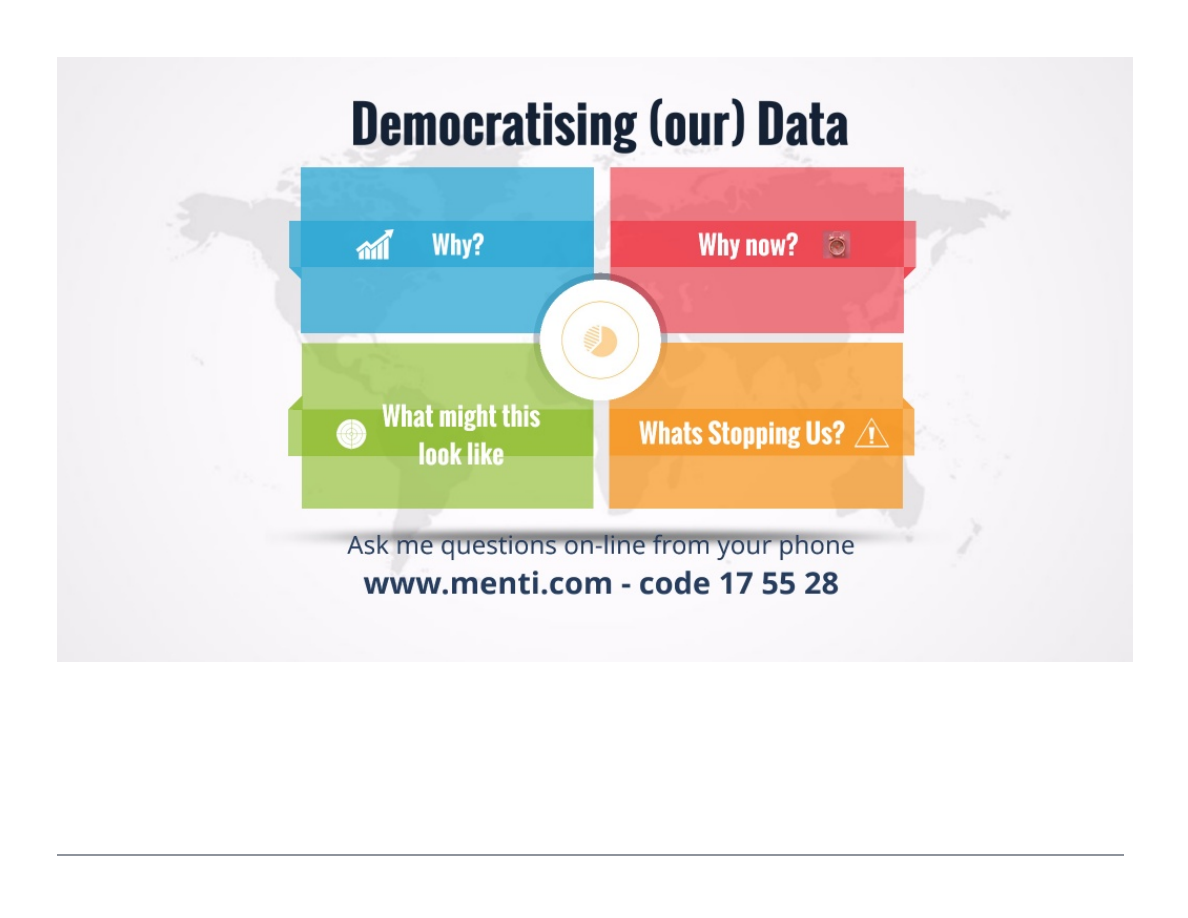 Democratising (our) Data
Why?
Why now?
What might this
look like
Whats Stopping Us?
Ask me questions on-line from your phone
www.menti.com - code 17 55 28